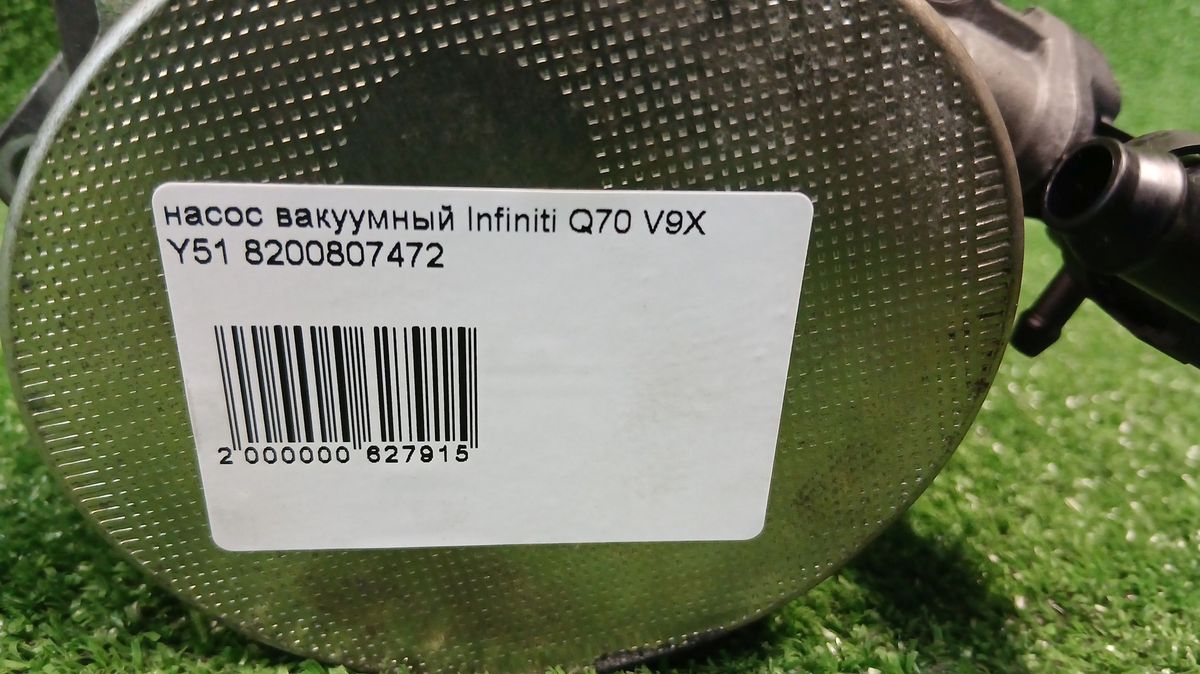 насос вакуумный Infiniti Q70 V9X
Y51 8200807472
2 000000 627915